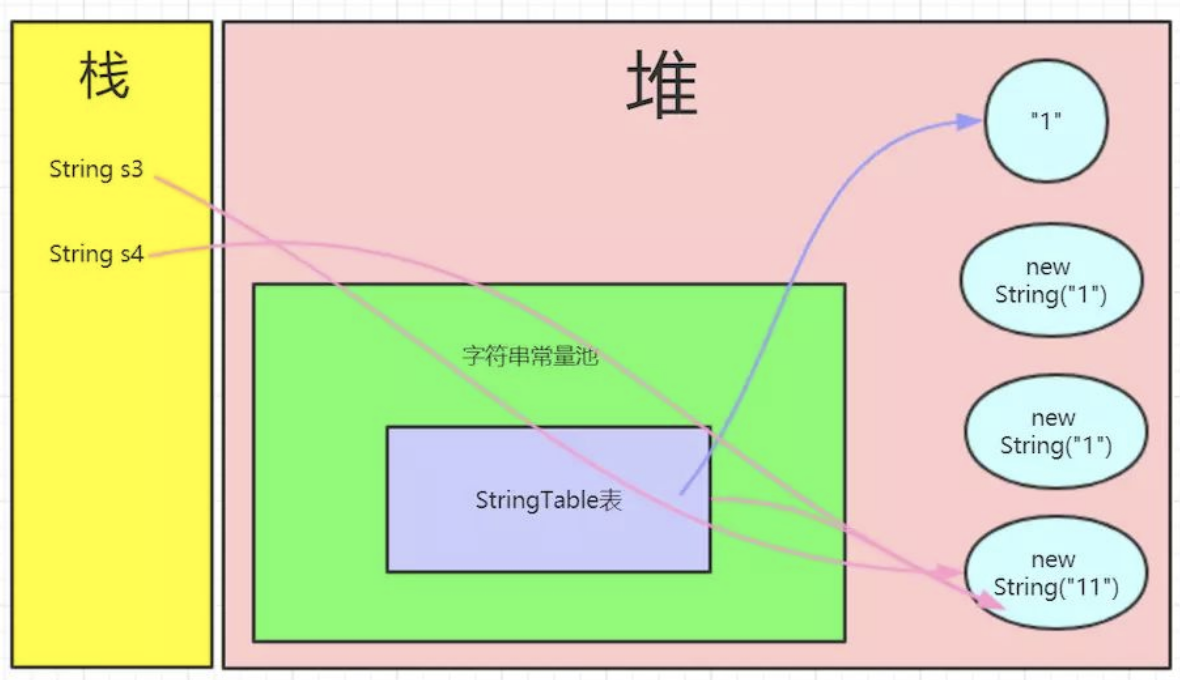 栈
堆
String s3
String s4
字符串常量池
StringTable表
"1"
new
String("1")
new
String("1")
new
String("11")